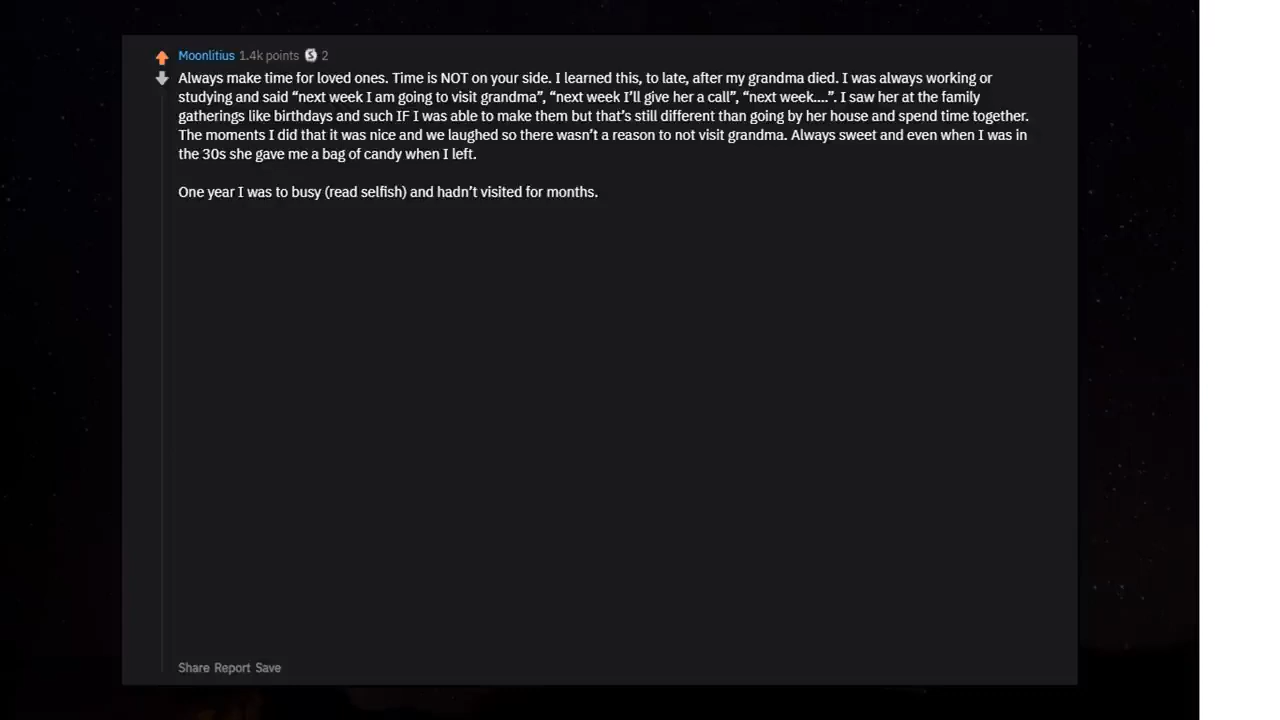 Moonlitius 1.4k points S 2
Always make time for loved ones. Time is NOT on your side. I learned this, to late, after my grandma died. I was always working or
studying and said “next week I am going to visit grandma”, “next week I’ll give her a call”, “next week....”. I saw her at the family
gatherings like birthdays and such IF I was able to make them but that’s still different than going by her house and spend time together.
The moments I did that it was nice and we laughed so there wasn’t a reason to not visit grandma. Always sweet and even when I was in
the 30s she gave me a bag of candy when I left.
One year I was to busy (read selfish) and hadn’t visited for months.
Share Report Save